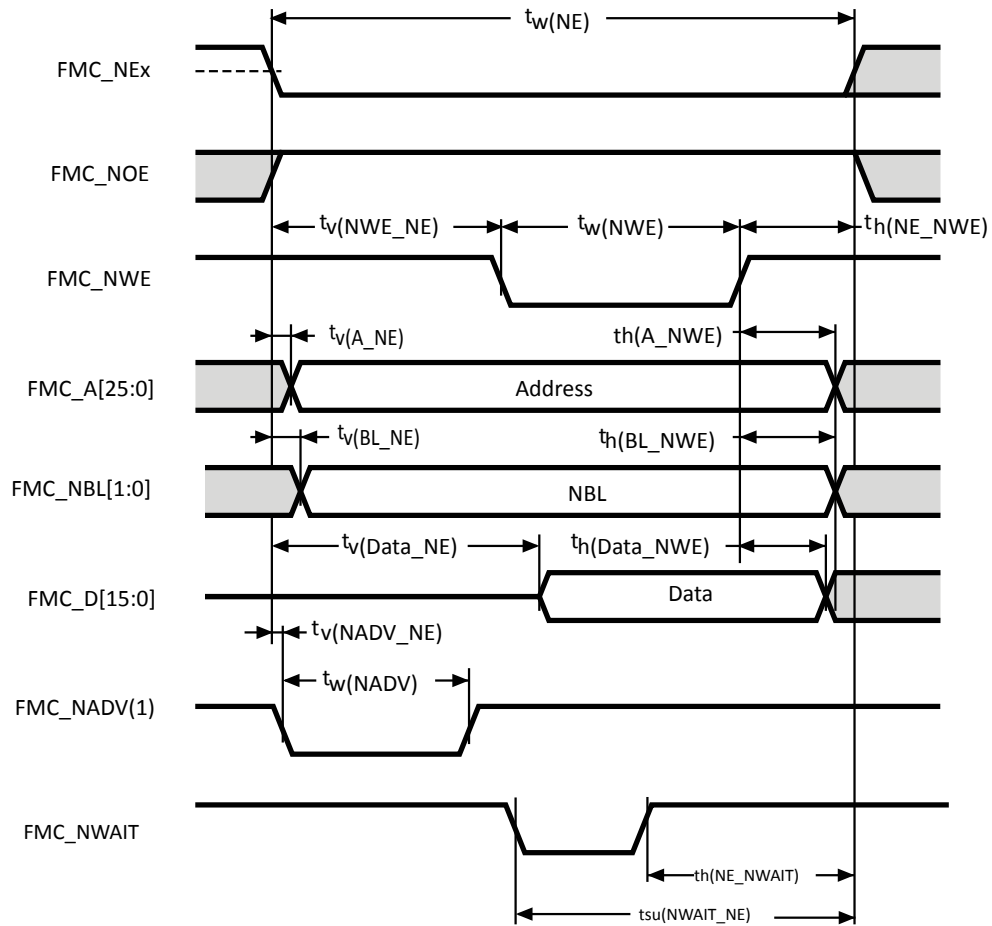 tw(NE)
FMC_NEx
FMC_NOE
tv(NWE_NE)
tw(NWE)
th(NE_NWE)
FMC_NWE
tv(A_NE)
th(A_NWE)
FMC_A[25:0]
Address
tv(BL_NE)
th(BL_NWE)
FMC_NBL[1:0]
NBL
tv(Data_NE)
th(Data_NWE)
FMC_D[15:0]
Data
tv(NADV_NE)
tw(NADV)
FMC_NADV(1)
FMC_NWAIT
th(NE_NWAIT)
tsu(NWAIT_NE)